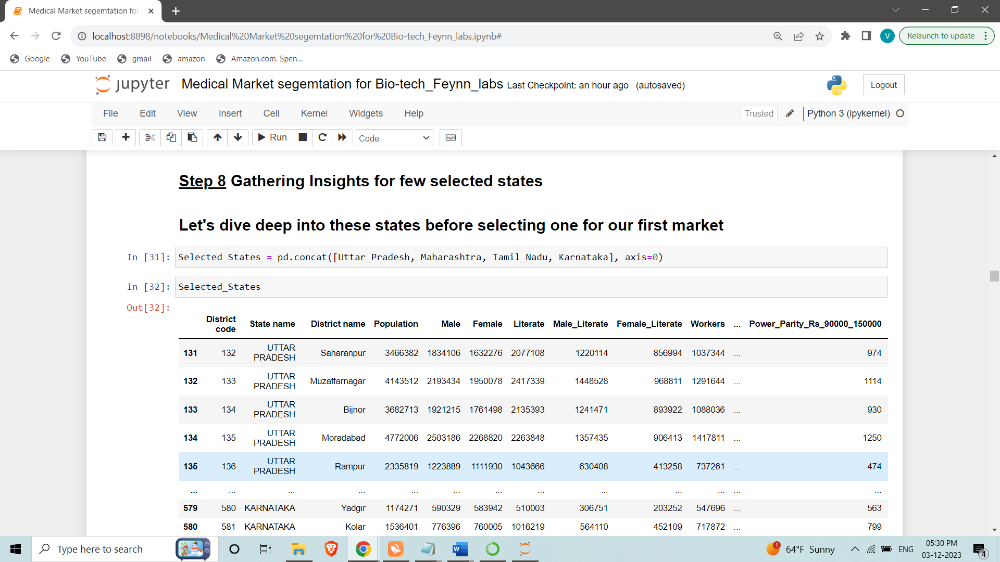 Medical Market segemtation for
localhost:8898/notebooks/Medical%20Market%20segemtation%20for%20Bio-tech_Feynn_labs.ipynb#
V
Relaunch to update
Google YouTube gmail amazon Amazon.com. Spen...
jupyter Medical Market segemtation for Bio-tech_Feynn_labs Last Checkpoint: an hour ago (autosaved)
Logout
File Edit View Insert Cell Kernel Widgets Help
Trusted Python 3 (ipykernel)
Run Code
Step 8 Gathering Insights for few selected states
Let's dive deep into these states before selecting one for our first market
In [31]: Selected_States = pd.concat([Uttar_Pradesh, Maharashtra, Tamil_Nadu, Karnataka], axis=0)
In [32]: Selected_States
Out[32]:
District code State name District name Population Male Female Literate Male_Literate Female_Literate Workers ... Power_Parity_Rs_90000_150000
131 132 UTTAR PRADESH Saharanpur 3466382 1834106 1632276 2077108 1220114 856994 1037344 ... 974
132 133 UTTAR PRADESH Muzaffarnagar 4143512 2193434 1950078 2417339 1448528 968811 1291644 ... 1114
133 134 UTTAR PRADESH Bijnor 3682713 1921215 1761498 2135393 1241471 893922 1088036 ... 930
134 135 UTTAR PRADESH Moradabad 4772006 2503186 2268820 2263848 1357435 906413 1417811 ... 1250
135 136 UTTAR PRADESH Rampur 2335819 1223889 1111930 1043666 630408 413258 737261 ... 474
... ... ... ... ... ... ... ... ... ... ... ... ...
579 580 KARNATAKA Yadgir 1174271 590329 583942 510003 306751 203252 547696 ... 563
580 581 KARNATAKA Kolar 1536401 776396 760005 1016219 564110 452109 717872 ... 799
Type here to search
1
64°F Sunny
ENG
05:30 PM
03-12-2023
4